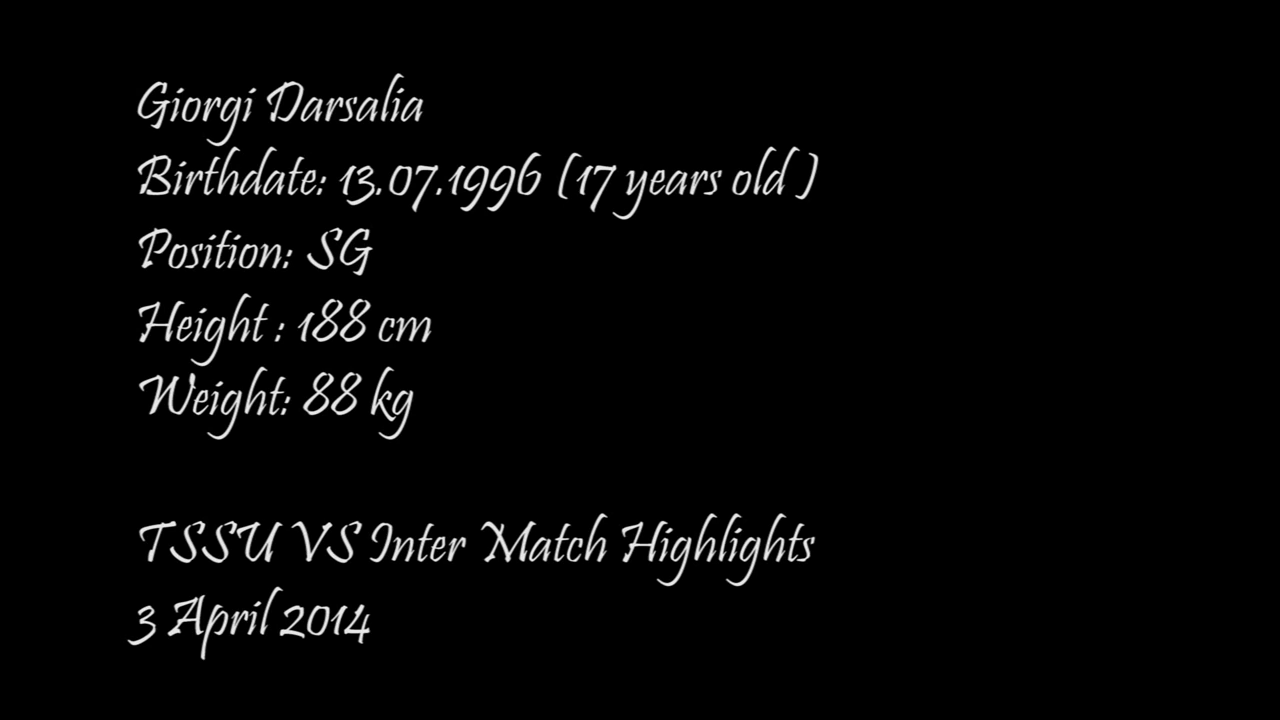 Giorgi Darsalia
Birthdate: 13.07.1996 (17 years old )
Position: SG
Height : 188 cm
Weight: 88 kg
TSSU VS Inter Match Highlights
3 April 2014